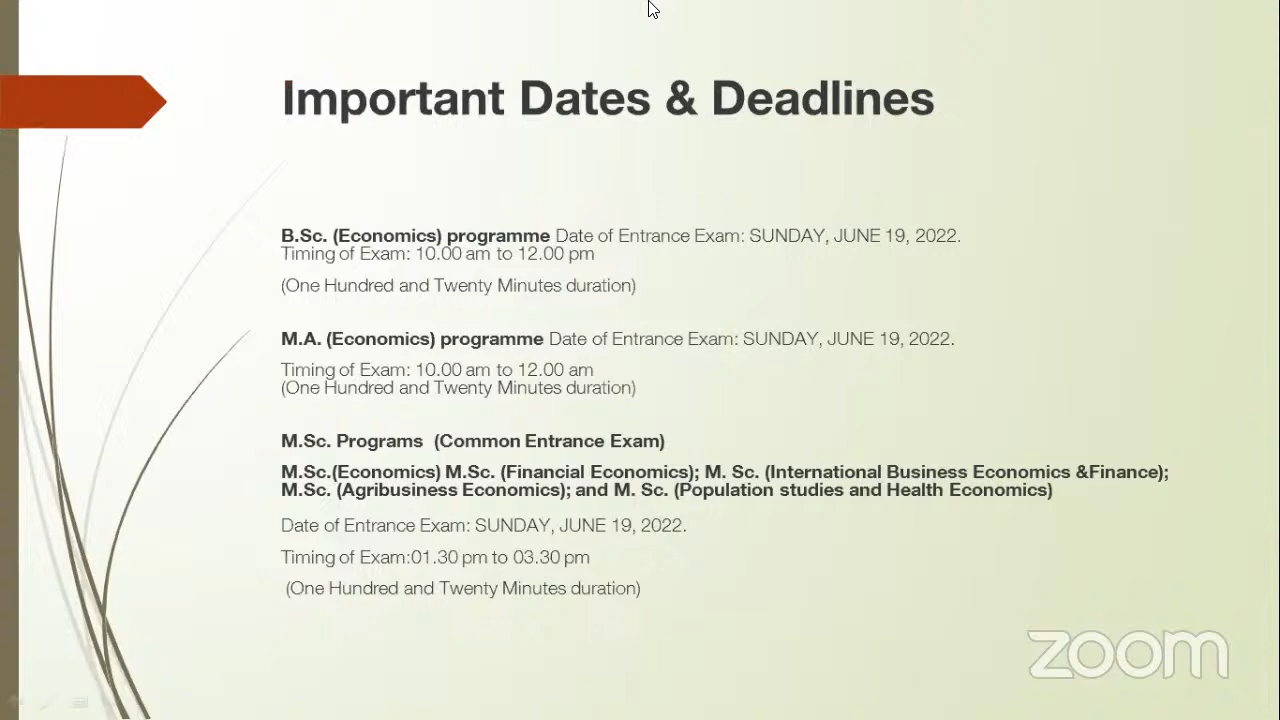 Important Dates & Deadlines
B.Sc. (Economics) programme Date of Entrance Exam: SUNDAY, JUNE 19, 2022.
Timing of Exam: 10.00 am to 12.00 pm
(One Hundred and Twenty Minutes duration)
M.A. (Economics) programme Date of Entrance Exam: SUNDAY, JUNE 19, 2022.
Timing of Exam: 10.00 am to 12.00 am
(One Hundred and Twenty Minutes duration)
M.Sc. Programs (Common Entrance Exam)
M.Sc.(Economics) M.Sc. (Financial Economics); M. Sc. (International Business Economics &Finance);
M.Sc. (Agribusiness Economics); and M. Sc. (Population studies and Health Economics)
Date of Entrance Exam: SUNDAY, JUNE 19, 2022.
Timing of Exam:01.30 pm to 03.30 pm
(One Hundred and Twenty Minutes duration)
zoom